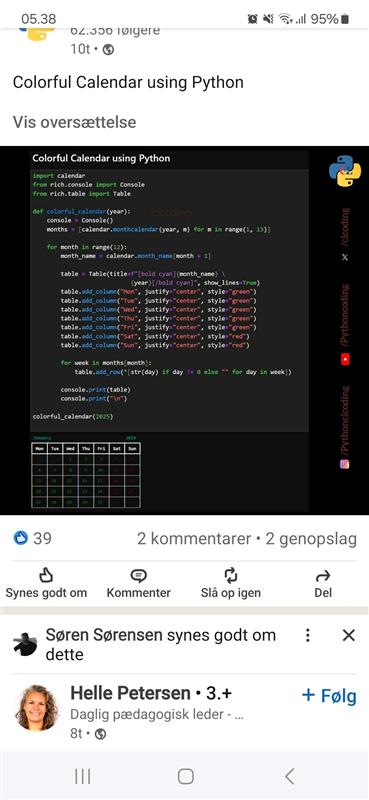 05.38 95%
62.356 følgere
10t •
Colorful Calendar using Python
Vis oversættelse
Colorful Calendar using Python
import calendar
from rich.console import Console
from rich.table import Table
def colorful_calendar(year):
console = Console()
months = [calendar.monthcalendar(year, m) for m in range(1, 13)]
for month in range(12):
month_name = calendar.month_name[month + 1]
table = Table(title=f"[bold cyan]{month_name} \
{year}[/bold cyan]", show_lines=True)
table.add_column("Mon", justify="center", style="green")
table.add_column("Tue", justify="center", style="green")
table.add_column("Wed", justify="center", style="green")
table.add_column("Thu", justify="center", style="green")
table.add_column("Fri", justify="center", style="green")
table.add_column("Sat", justify="center", style="red")
table.add_column("Sun", justify="center", style="red")
for week in months[month]:
table.add_row(*[str(day) if day != 0 else "" for day in week])
console.print(table)
console.print("\n")
colorful_calendar(2025)
/clcoding
/Pythonclcoding
/Pythonclcoding
January 2025
Mon Tue Wed Thu Fri Sat Sun
39 2 kommentarer • 2 genopslag
Synes godt om Kommenter Slå op igen Del
Søren Sørensen synes godt om
dette
Helle Petersen • 3.+
+ Følg
Daglig pædagogisk leder - ...
8t •